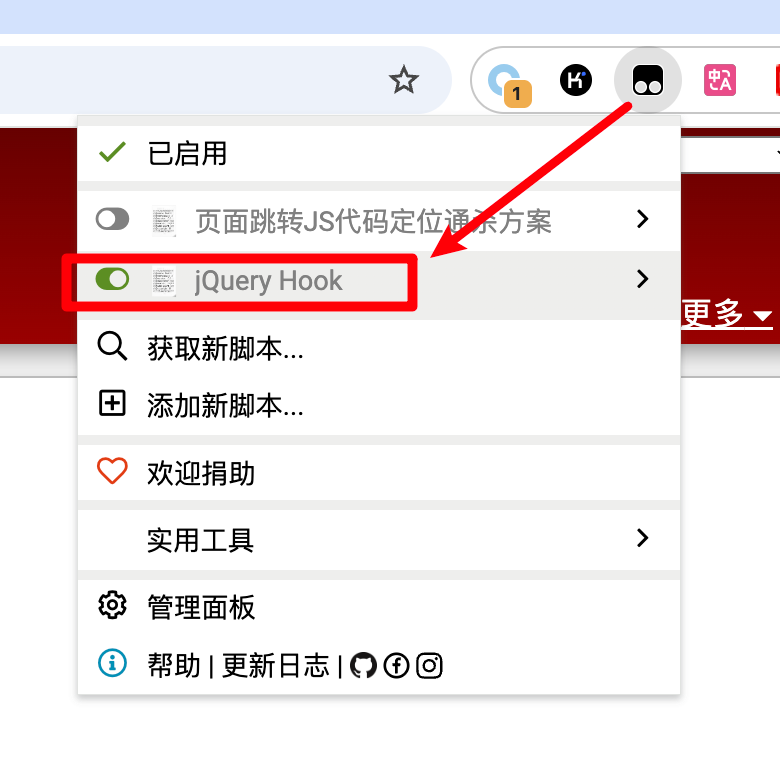 1
K
中A
已启用
页面跳转JS代码定位通杀方案
jQuery Hook
更多
获取新脚本...
添加新脚本...
欢迎捐助
实用工具
管理面板
帮助 | 更新日志 |